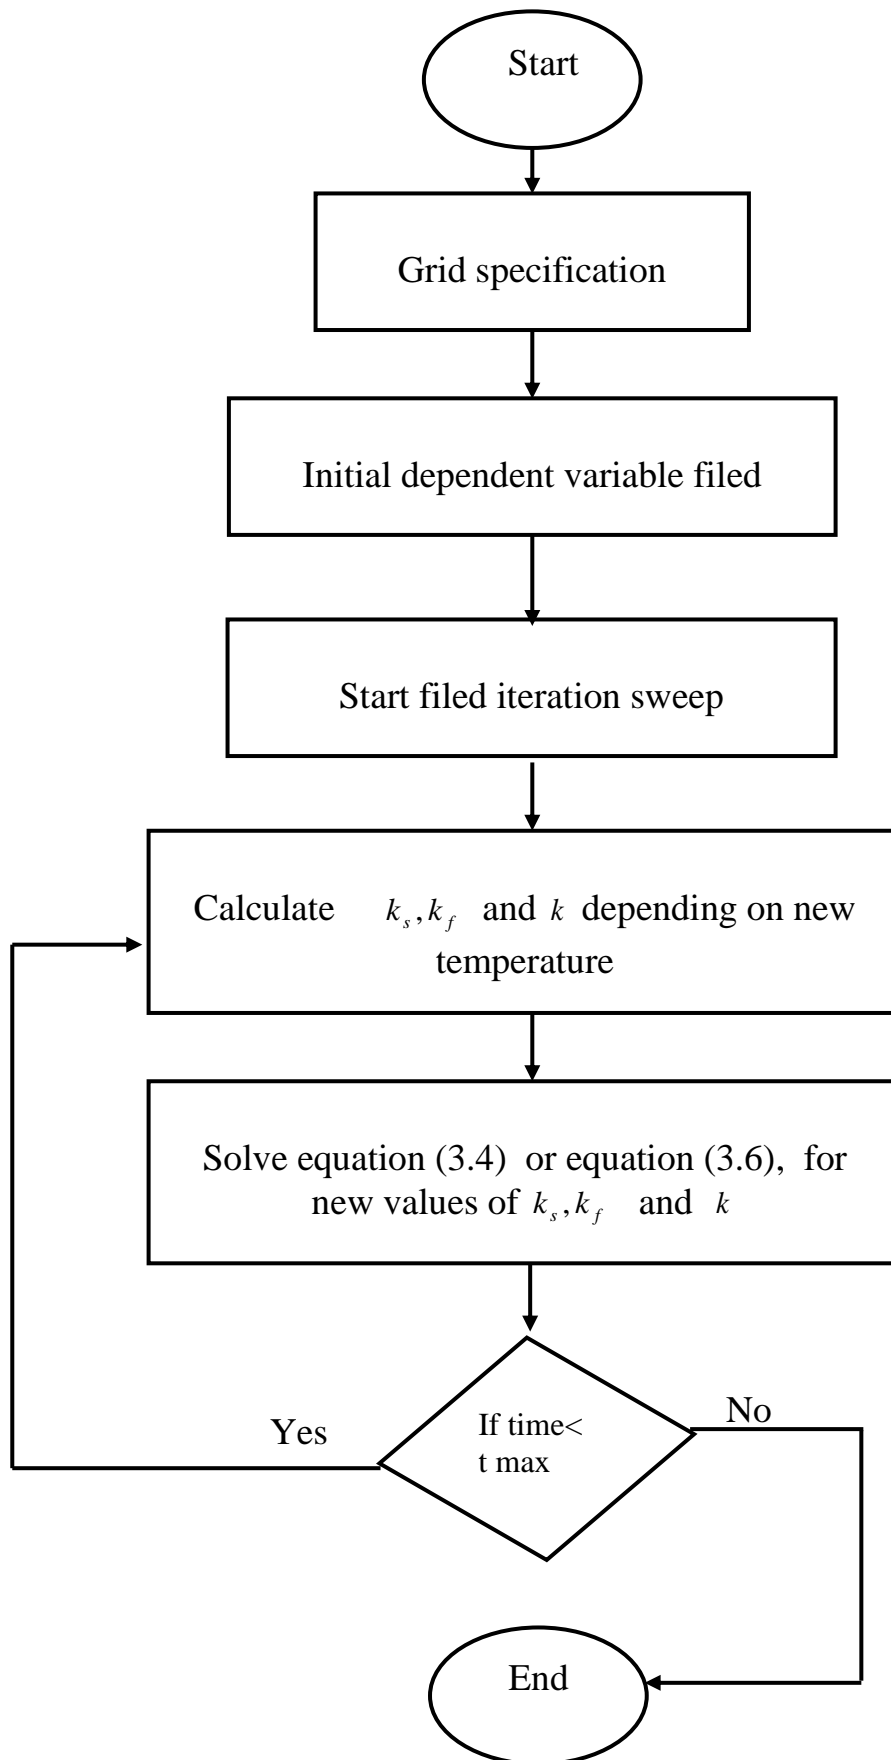 Start
Grid specification
Initial dependent variable filed
Start filed iteration sweep
Calculate k_s, k_f and k depending on new
temperature
Solve equation (3.4) or equation (3.6), for
new values of k_s, k_f and k
If time<
t max
Yes
No
End